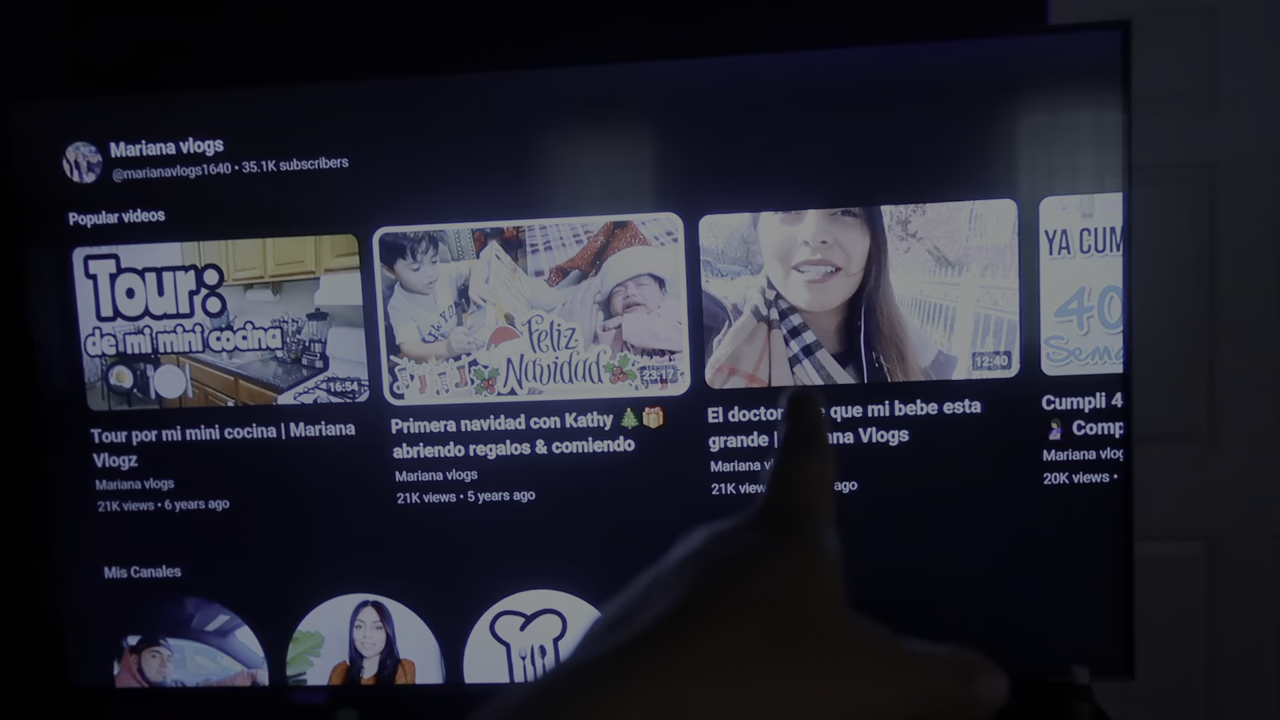 Mariana vlogs
@marianavlogs1640 • 35.1K subscribers
Popular videos
Tour:
de mi mini cocina
16:54
Tour por mi mini cocina | Mariana
Vlogz
Mariana vlogs
21K views • 6 years ago
Feliz
Navidad
23:17
Primera navidad con Kathy 🎄🎁
abriendo regalos & comiendo
Mariana vlogs
21K views • 5 years ago
12:40
El doctor que mi bebe esta
grande | Vlogs
Mariana
21K ago
YA CUM
40
Sema
Cumpli 4
Comp
Mariana vlog
20K views •
Mis Canales